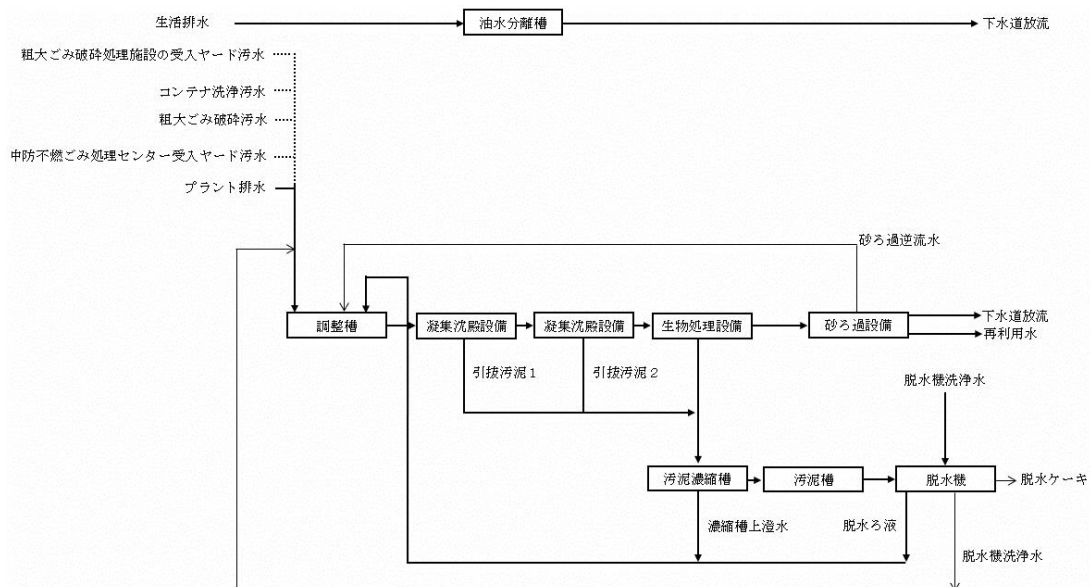 生活排水
油水分離槽
下水道放流
粗大ごみ破砕処理施設の受入ヤード汚水
コンテナ洗浄汚水
粗大ごみ破砕汚水
中防不燃ごみ処理センター受入ヤード汚水
プラント排水
砂ろ過逆流水
調整槽
凝集沈殿設備
凝集沈殿設備
生物処理設備
砂ろ過設備
下水道放流
再利用水
引抜汚泥1
引抜汚泥2
脱水機洗浄水
汚泥濃縮槽
汚泥槽
脱水機
脱水ケーキ
濃縮槽上澄水
脱水ろ液
脱水機洗浄水